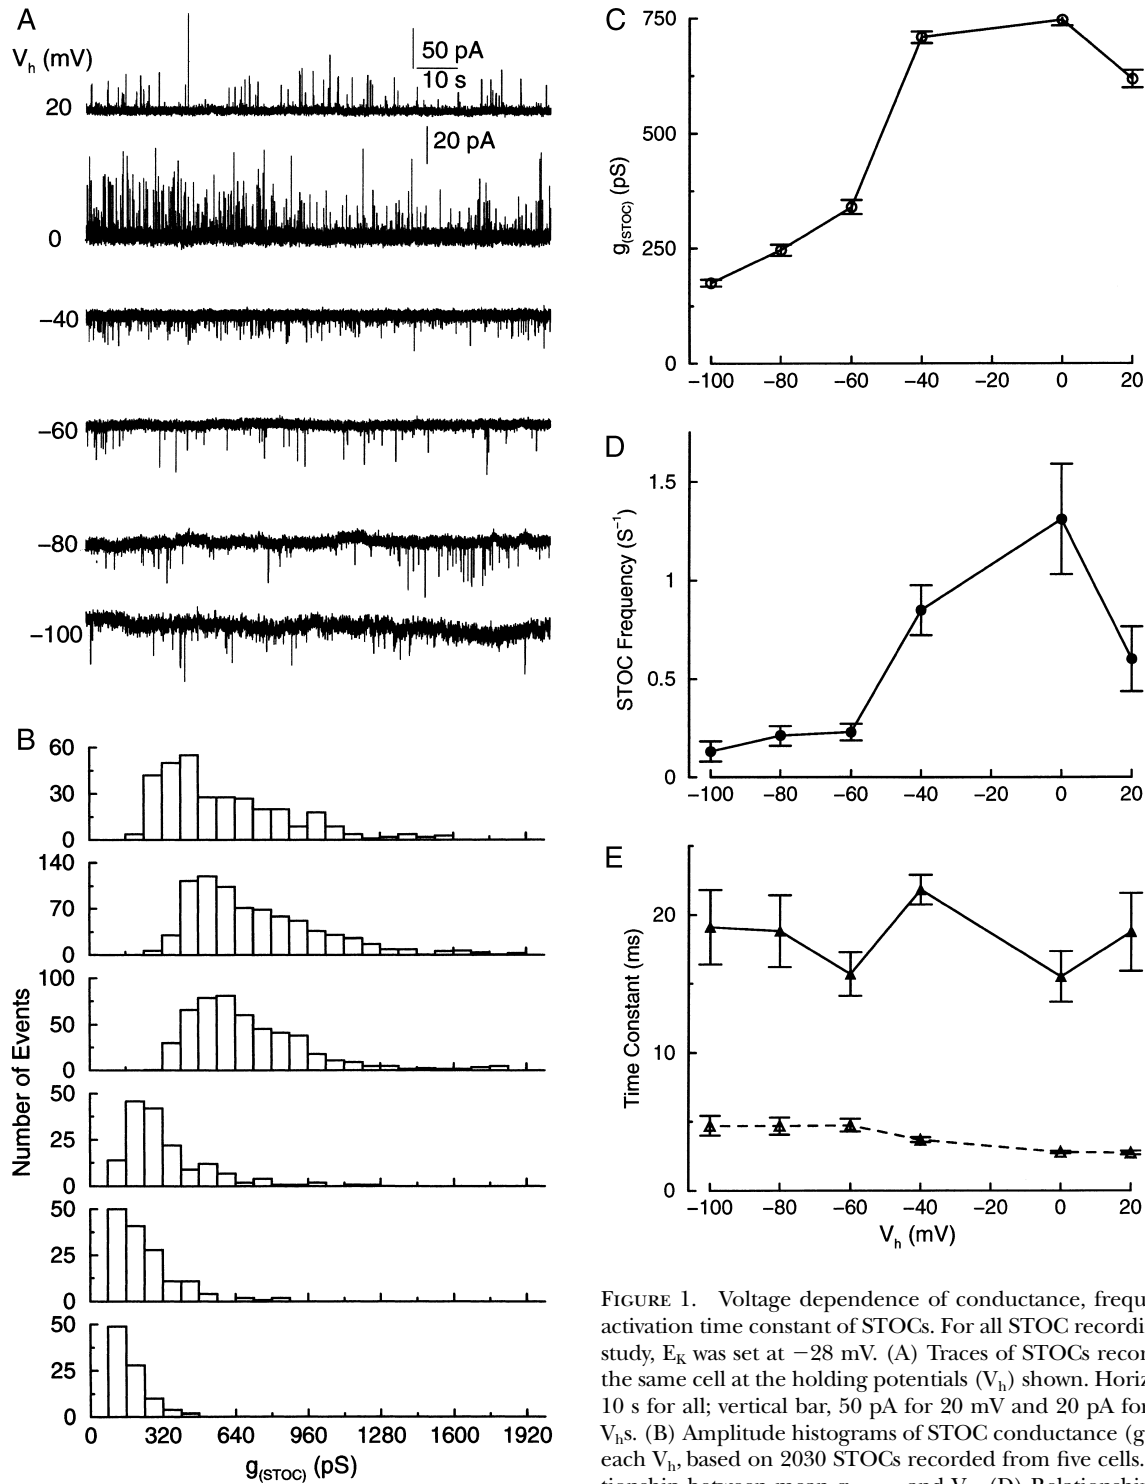 A
V_h (mV)
50 pA
10 s
20
20 pA
0
−40
−60
−80
−100
B
60
30
0
140
70
0
100
50
0
50
25
0
50
25
0
50
25
0
0 320 640 960 1280 1600 1920
Number of Events
g(STOC) (pS)
C
750
500
250
0
g(STOC) (pS)
−100 −80 −60 −40 −20 0 20
D
1.5
1
0.5
0
STOC Frequency (S⁻¹)
−100 −80 −60 −40 −20 0 20
E
20
10
0
Time Constant (ms)
−100 −80 −60 −40 −20 0 20
V_h (mV)
FIGURE 1. Voltage dependence of conductance, frequ
activation time constant of STOCs. For all STOC recordi
study, E_K was set at −28 mV. (A) Traces of STOCs recor
the same cell at the holding potentials (V_h) shown. Horiz
10 s for all; vertical bar, 50 pA for 20 mV and 20 pA for
V_hs. (B) Amplitude histograms of STOC conductance (g
each V_h, based on 2030 STOCs recorded from five cells.